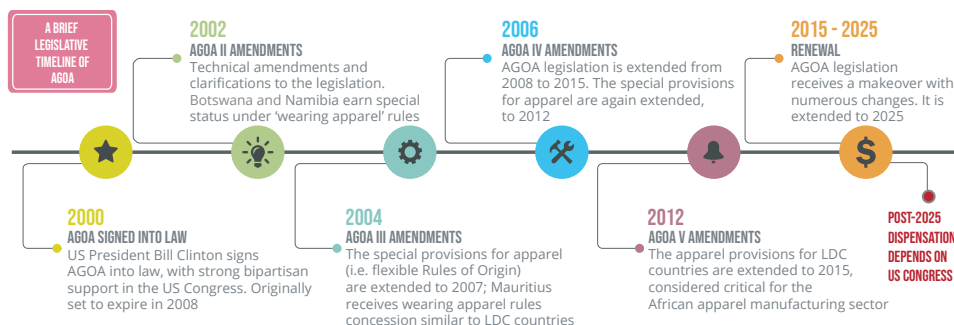 A BRIEF
LEGISLATIVE
TIMELINE OF
AGOA
2002
AGOA II AMENDMENTS
Technical amendments and
clarifications to the legislation.
Botswana and Namibia earn special
status under ‘wearing apparel’ rules
2006
AGOA IV AMENDMENTS
AGOA legislation is extended from
2008 to 2015. The special provisions
for apparel are again extended,
to 2012
2015 - 2025
RENEWAL
AGOA legislation
receives a makeover with
numerous changes. It is
extended to 2025
$
2000
AGOA SIGNED INTO LAW
US President Bill Clinton signs
AGOA into law, with strong bipartisan
support in the US Congress. Originally
set to expire in 2008
2004
AGOA III AMENDMENTS
The special provisions for apparel
(i.e. flexible Rules of Origin)
are extended to 2007; Mauritius
receives wearing apparel rules
concession similar to LDC countries
2012
AGOA V AMENDMENTS
The apparel provisions for LDC
countries are extended to 2015,
considered critical for the
African apparel manufacturing sector
POST-2025
DISPENSATION
DEPENDS ON
US CONGRESS